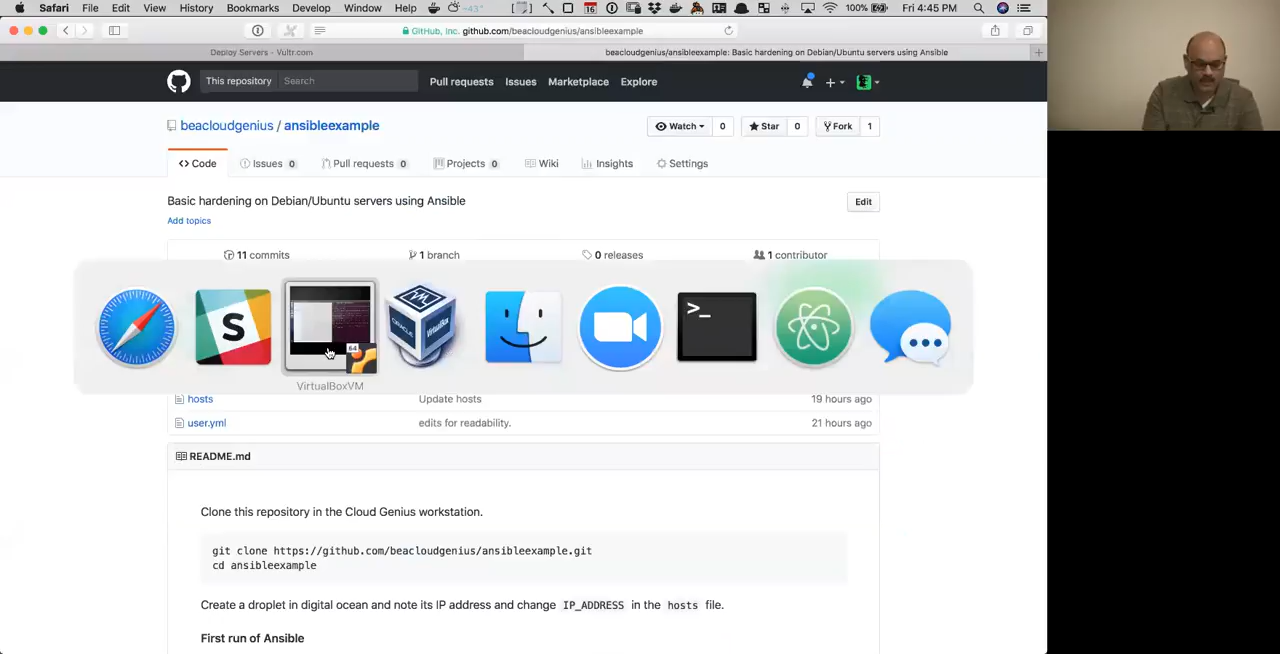 Safari File Edit View History Bookmarks Develop Window Help -43° 16 100% Fri 4:45 PM
GitHub, Inc. github.com/beacloudgenius/ansibleexample
Deploy Servers - Vultr.com
beacloudgenius/ansibleexample: Basic hardening on Debian/Ubuntu servers using Ansible
This repository Search Pull requests Issues Marketplace Explore
beacloudgenius / ansibleexample
Watch 0 Star 0 Fork 1
Code Issues 0 Pull requests 0 Projects 0 Wiki Insights Settings
Basic hardening on Debian/Ubuntu servers using Ansible
Edit
Add topics
11 commits 1 branch 0 releases 1 contributor
S
64
ORACLE
VirtualBox
>_
VirtualBoxVM
hosts Update hosts 19 hours ago
user.yml edits for readability. 21 hours ago
README.md
Clone this repository in the Cloud Genius workstation.
git clone https://github.com/beacloudgenius/ansibleexample.git
cd ansibleexample
Create a droplet in digital ocean and note its IP address and change IP_ADDRESS in the hosts file.
First run of Ansible